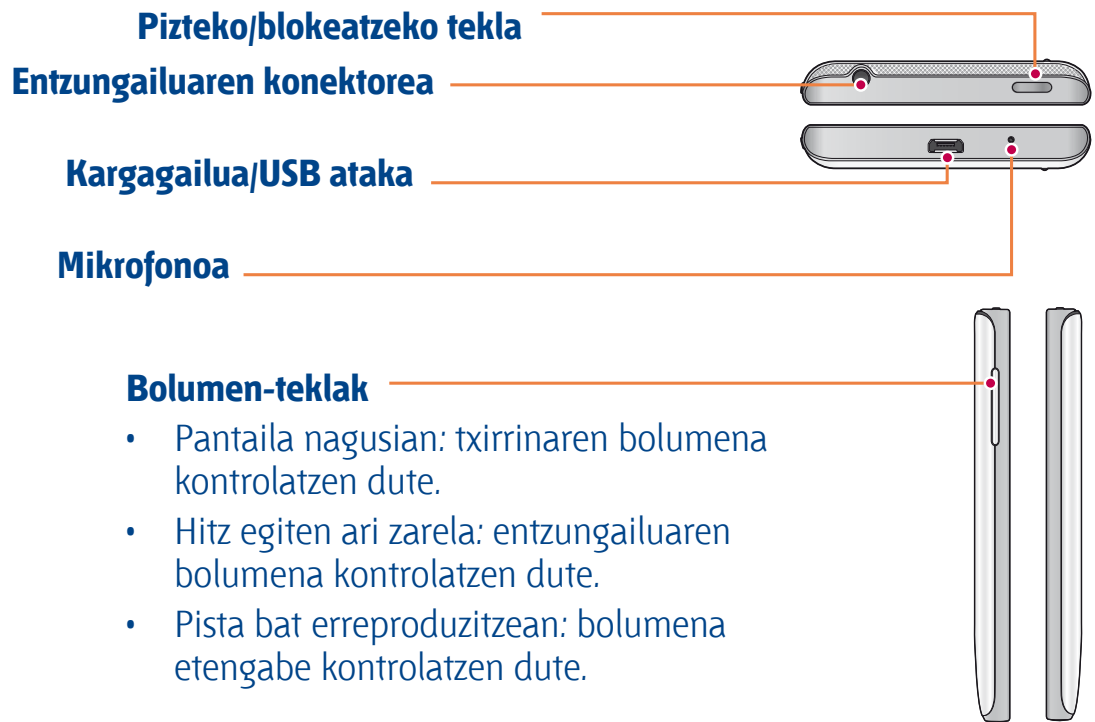 Pizteko/blokeatzeko tekla
Entzungailuaren konektorea
Kargagailua/USB ataka
Mikrofonoa
Bolumen-teklak
• Pantaila nagusian: txirrinaren bolumena
kontrolatzen dute.
• Hitz egiten ari zarela: entzungailuaren
bolumena kontrolatzen dute.
• Pista bat erreproduzitzean: bolumena
etengabe kontrolatzen dute.